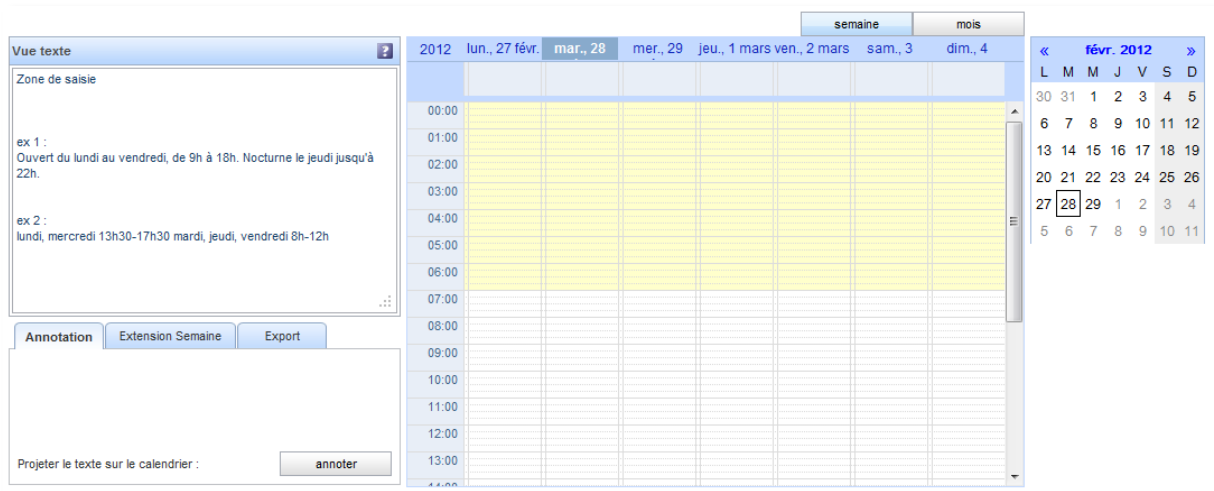 semaine mois
Vue texte ?
Zone de saisie
ex 1 :
Ouvert du lundi au vendredi, de 9h à 18h. Nocturne le jeudi jusqu'à
22h.
ex 2 :
lundi, mercredi 13h30-17h30 mardi, jeudi, vendredi 8h-12h
Annotation Extension Semaine Export
Projeter le texte sur le calendrier : annoter
2012 lun., 27 févr. mar., 28 mer., 29 jeu., 1 mars ven., 2 mars sam., 3 dim., 4
00:00
01:00
02:00
03:00
04:00
05:00
06:00
07:00
08:00
09:00
10:00
11:00
12:00
13:00
14:00
« févr. 2012 »
L M M J V S D
30 31 1 2 3 4 5
6 7 8 9 10 11 12
13 14 15 16 17 18 19
20 21 22 23 24 25 26
27 28 29 1 2 3 4
5 6 7 8 9 10 11